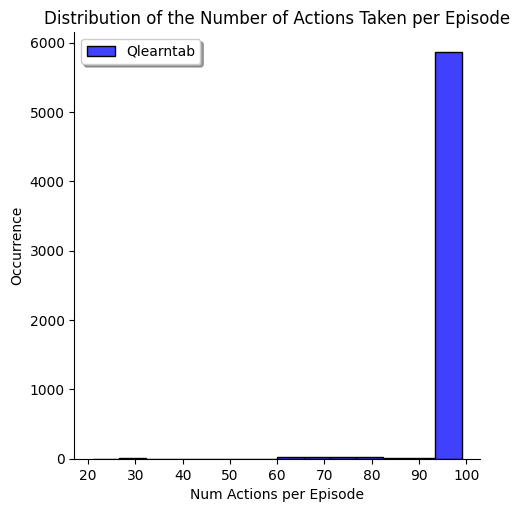 Distribution of the Number of Actions Taken per Episode
Qlearntab
6000
5000
4000
3000
2000
1000
0
Occurrence
20 30 40 50 60 70 80 90 100
Num Actions per Episode